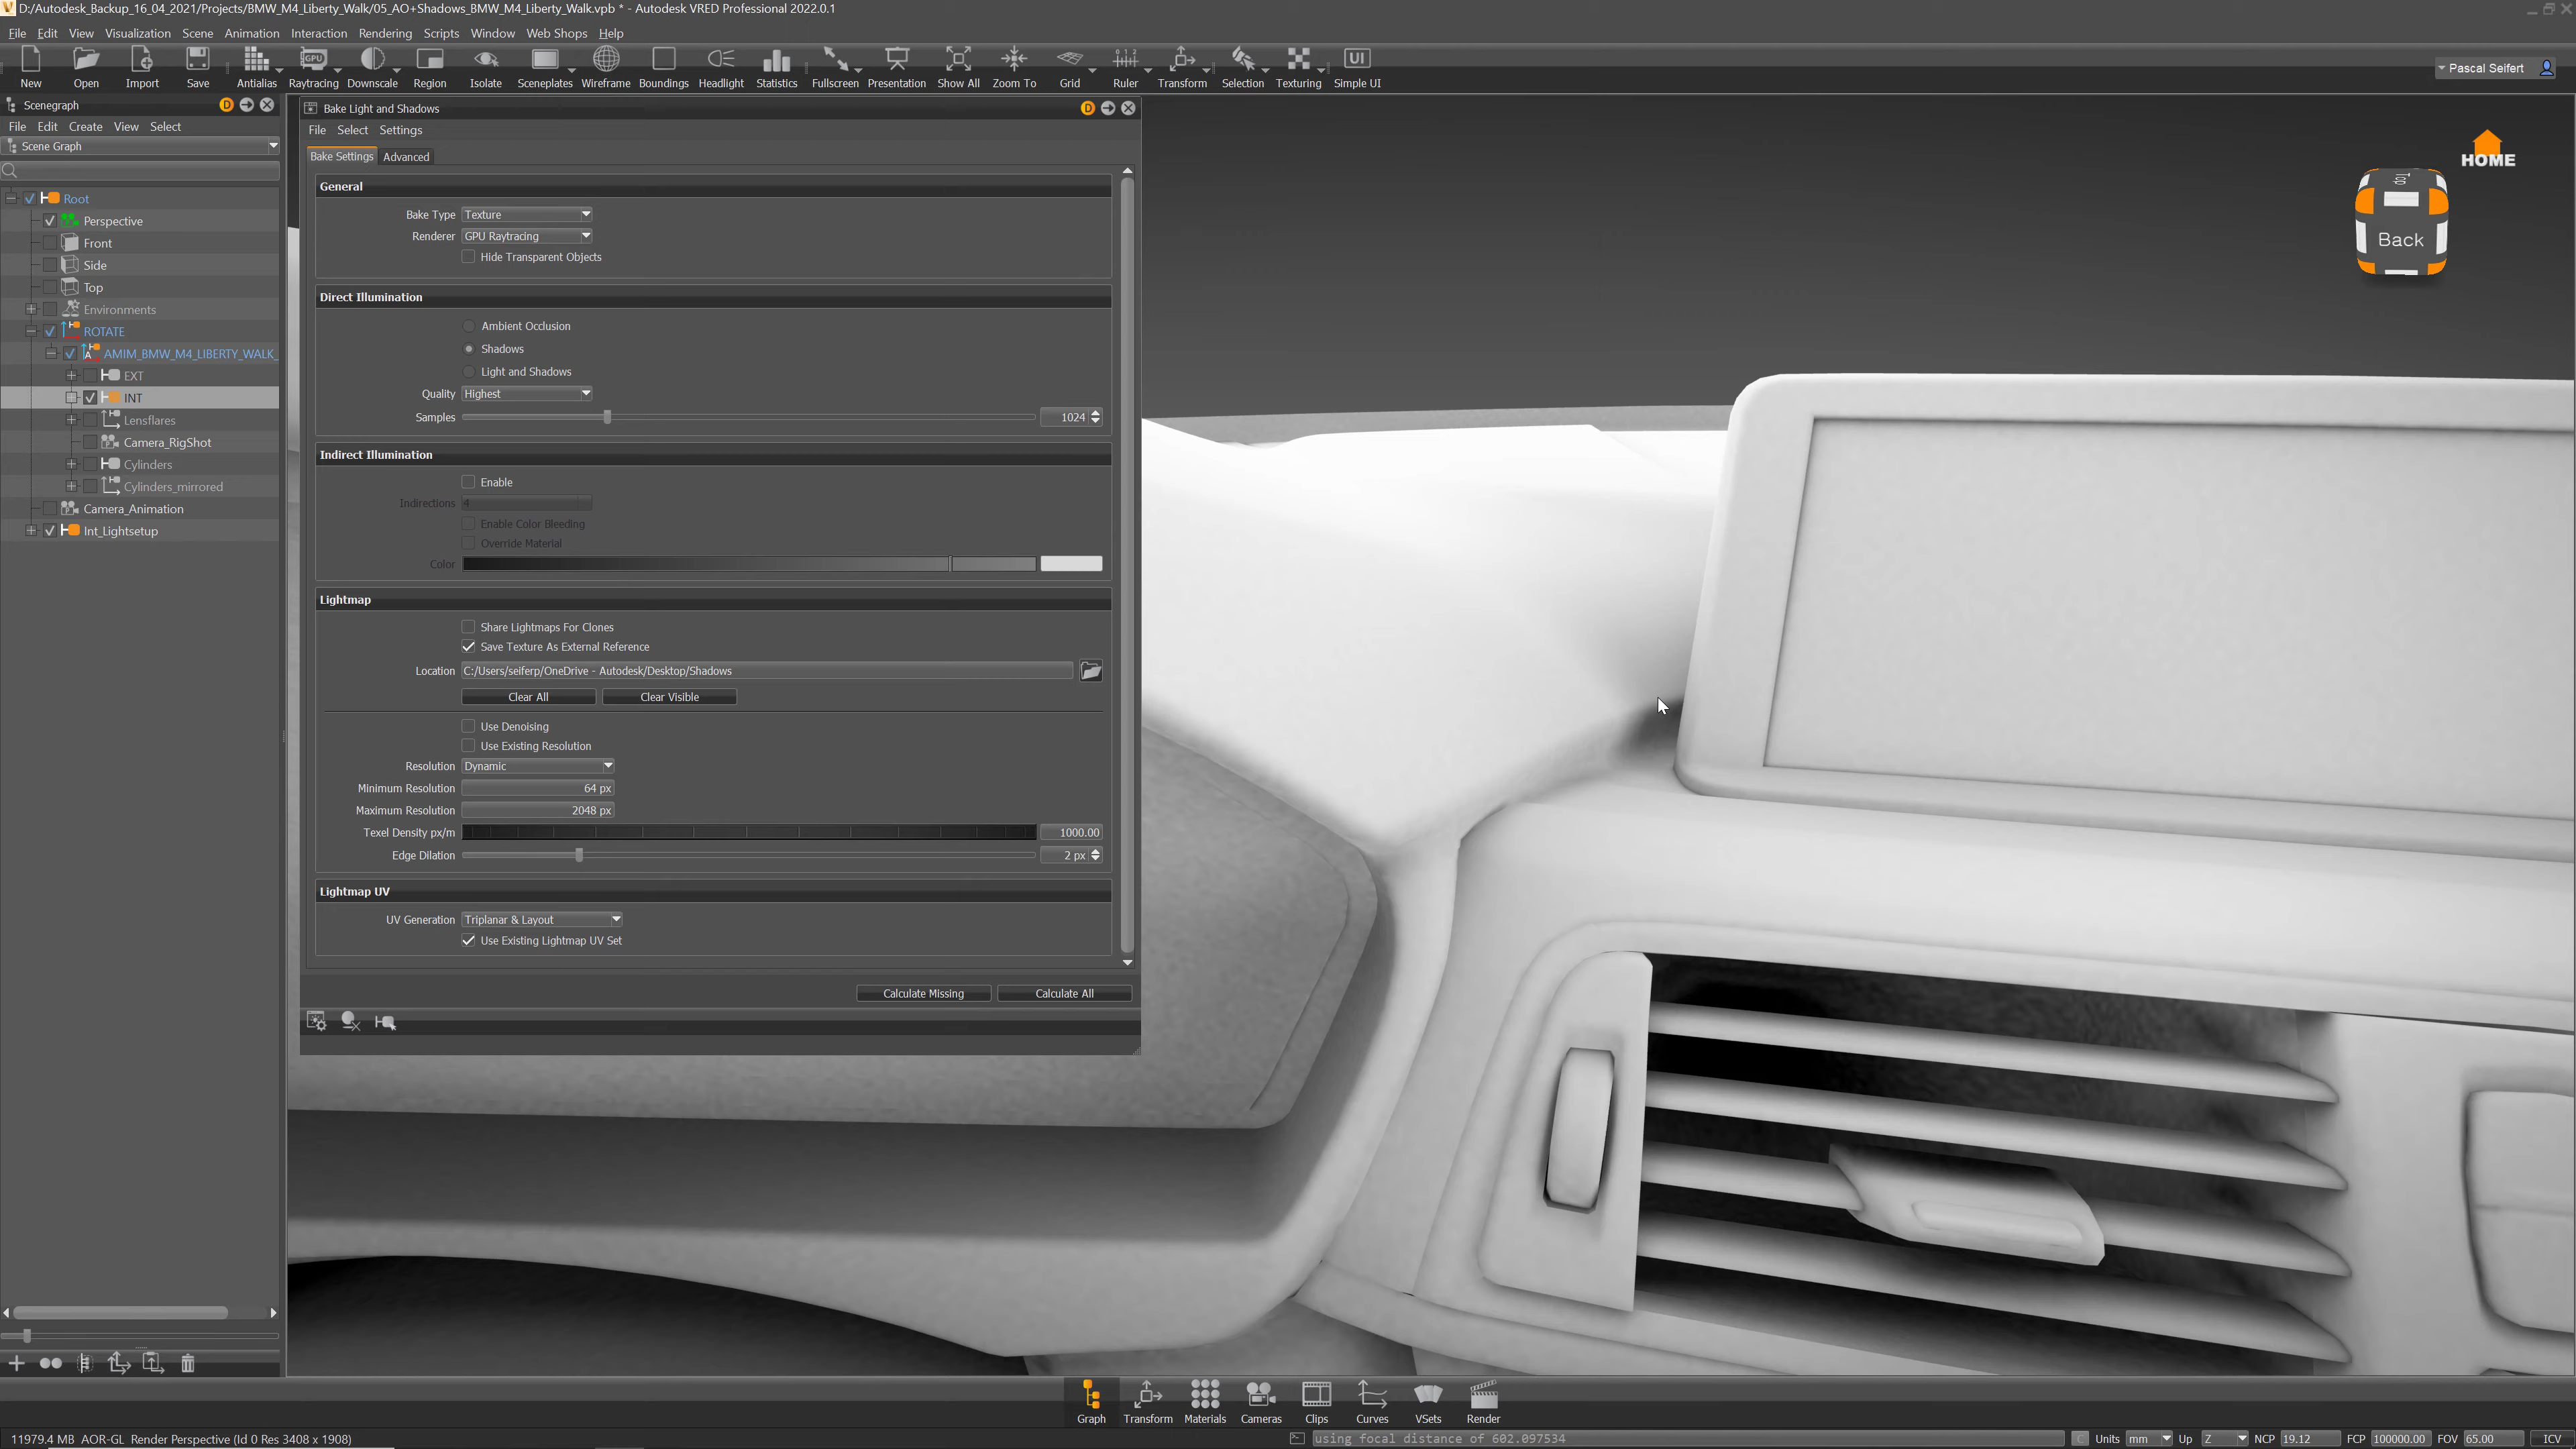 D:/Autodesk_Backup_16_04_2021/Projects/BMW_M4_Liberty_Walk/05_AO+Shadows_BMW_M4_Liberty_Walk.vpb * - Autodesk VRED Professional 2022.0.1
File Edit View Visualization Scene Animation Interaction Rendering Scripts Window Web Shops Help
GPU 0 1 2 UI
New Open Import Save Antialias Raytracing Downscale Region Isolate Sceneplates Wireframe Boundings Headlight Statistics Fullscreen Presentation Show All Zoom To Grid Ruler Transform Selection Texturing Simple UI
Pascal Seifert
Scenegraph D
File Edit Create View Select
Scene Graph
Root
Perspective
Front
Side
Top
Environments
ROTATE
AMIM_BMW_M4_LIBERTY_WALK_
EXT
INT
Lensflares
Camera_RigShot
Cylinders
Cylinders_mirrored
Camera_Animation
Int_Lightsetup
Bake Light and Shadows D
File Select Settings
Bake Settings Advanced
General
Bake Type Texture
Renderer GPU Raytracing
Hide Transparent Objects
Direct Illumination
Ambient Occlusion
Shadows
Light and Shadows
Quality Highest
Samples 1024
Indirect Illumination
Enable
Indirections 4
Enable Color Bleeding
Override Material
Color
Lightmap
Share Lightmaps For Clones
Save Texture As External Reference
Location C:/Users/seiferp/OneDrive - Autodesk/Desktop/Shadows
Clear All Clear Visible
Use Denoising
Use Existing Resolution
Resolution Dynamic
Minimum Resolution 64 px
Maximum Resolution 2048 px
Texel Density px/m 1000.00
Edge Dilation 2 px
Lightmap UV
UV Generation Triplanar & Layout
Use Existing Lightmap UV Set
Calculate Missing Calculate All
HOME
Back
Graph Transform Materials Cameras Clips Curves VSets Render
11979.4 MB AOR-GL Render Perspective (Id 0 Res 3408 x 1908)
using focal distance of 602.097534
C Units mm Up Z NCP 19.12 FCP 100000.00 FOV 65.00 ICV